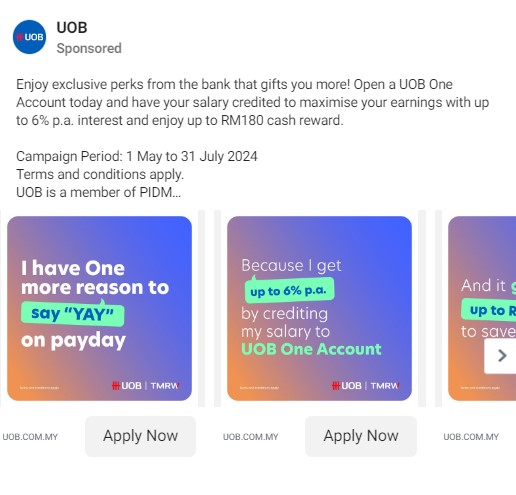 UOB
UOB
Sponsored
Enjoy exclusive perks from the bank that gifts you more! Open a UOB One
Account today and have your salary credited to maximise your earnings with up
to 6% p.a. interest and enjoy up to RM180 cash reward.
Campaign Period: 1 May to 31 July 2024
Terms and conditions apply.
UOB is a member of PIDM...
I have One
more reason to
say “YAY”
on payday
UOB | TMRW
Because I get
up to 6% p.a.
by crediting
my salary to
UOB One Account
UOB | TMRW
And it g
up to R
to save
UOB.COM.MY
Apply Now
UOB.COM.MY
Apply Now
UOB.COM.MY